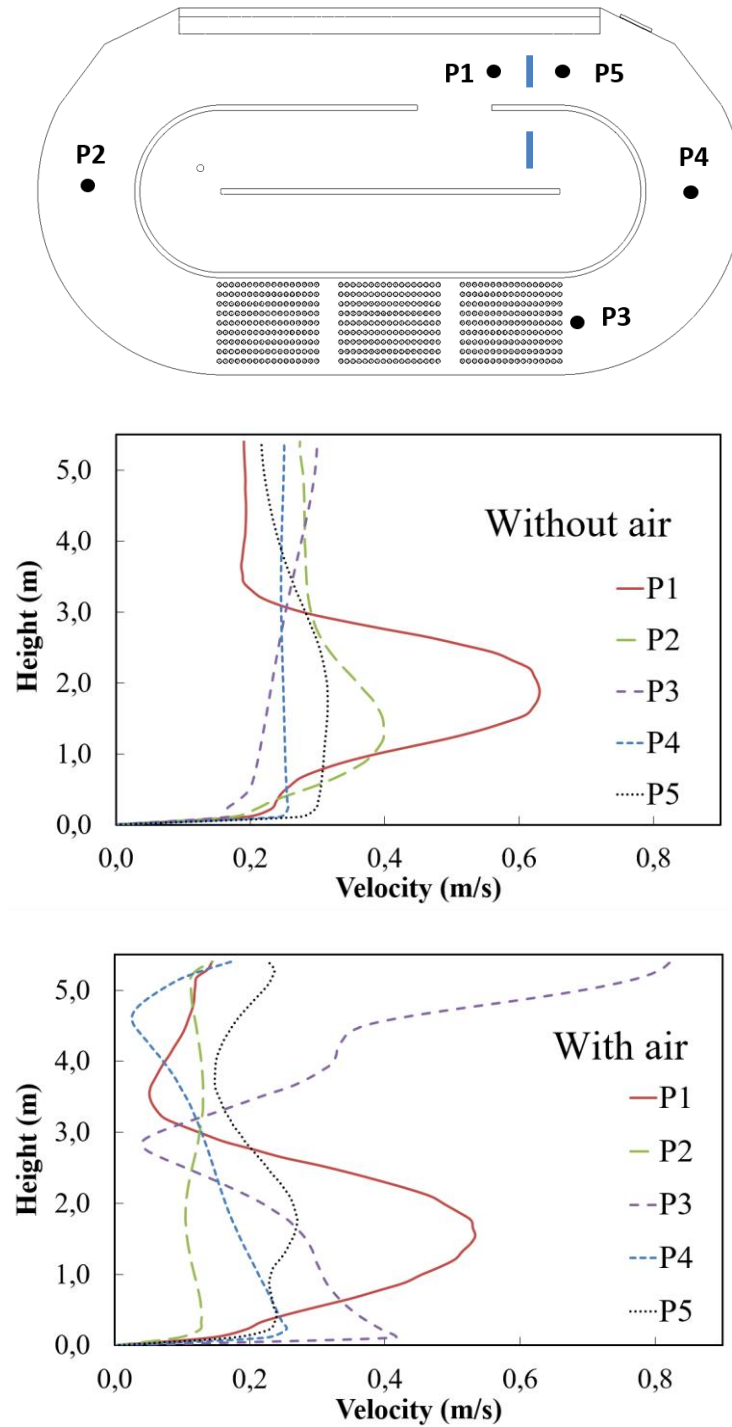 P1
P5
P2
P4
P3
5,0
4,0
3,0
2,0
1,0
0,0
Height (m)
Without air
P1
P2
P3
P4
P5
0,0 0,2 0,4 0,6 0,8
Velocity (m/s)
5,0
4,0
3,0
2,0
1,0
0,0
Height (m)
With air
P1
P2
P3
P4
P5
0,0 0,2 0,4 0,6 0,8
Velocity (m/s)